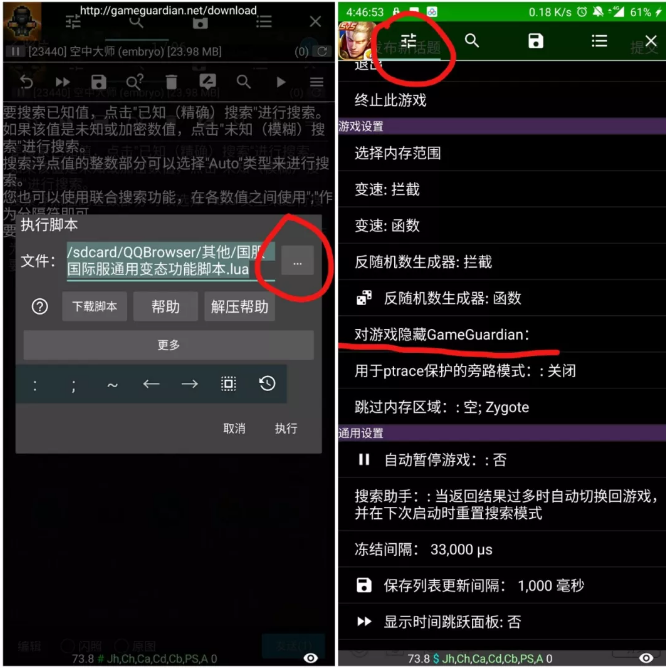 http://gameguardian.net/download
[23440] 空中大师 (embryo) [23.98 MB]
(0)
要搜索已知值，点击"已知（精确）搜索"进行搜索。
如果该值是未知或加密数值，点击"未知（模糊）搜
索"进行搜索。
搜索浮点值的整数部分可以选择"Auto"类型来进行搜
索。
您也可以使用联合搜索功能，在各数值之间使用";"作
为分隔符即可
执行脚本
文件：
/sdcard/QQBrowser/其他/国服
国际服通用变态功能脚本.lua
...
下载脚本
帮助
解压帮助
更多
: ; ~
取消
执行
73.8 # Jh,Ch,Ca,Cd,Cb,PS,A 0
4:46:53
0.18 K/s
61%
发布新话题
提交
退出
终止此游戏
游戏设置
选择内存范围
变速: 拦截
变速: 函数
反随机数生成器: 拦截
反随机数生成器: 函数
对游戏隐藏GameGuardian：
用于ptrace保护的旁路模式：: 关闭
跳过内存区域：: 空; Zygote
通用设置
自动暂停游戏：: 否
搜索助手：: 当返回结果过多时自动切换回游戏，
并在下次启动时重置搜索模式
冻结间隔： 33,000 µs
保存列表更新间隔： 1,000 毫秒
显示时间跳跃面板: 否
73.8 $ Jh,Ch,Ca,Cd,Cb,PS,A 0